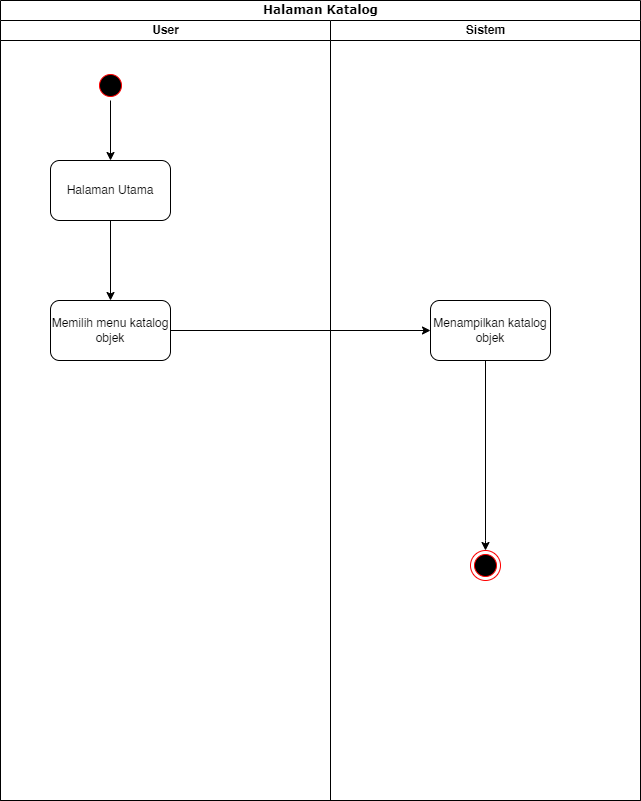 Halaman Katalog
User
Sistem
Halaman Utama
Memilih menu katalog
objek
Menampilkan katalog
objek